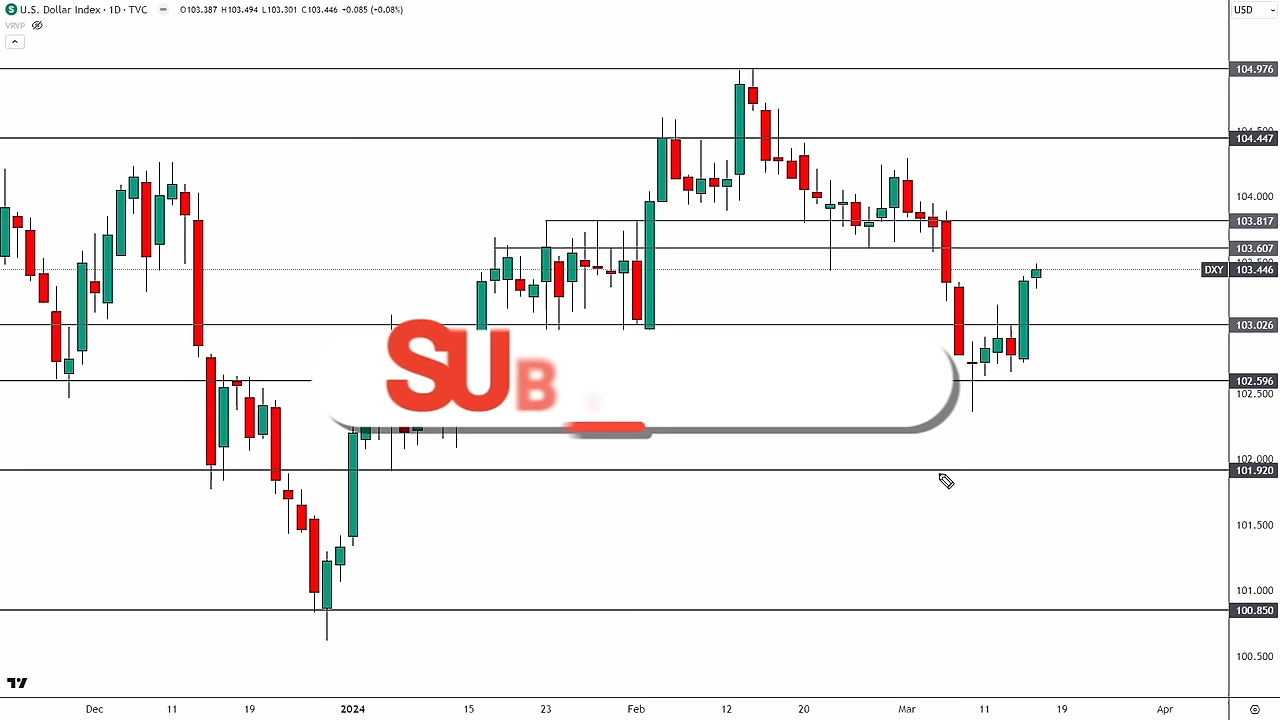 S U.S. Dollar Index · 1D · TVC O103.387 H103.494 L103.301 C103.446 +0.085 (+0.08%)
VRVP
USD
104.976
104.447
104.000
103.817
103.607
DXY 103.446
103.026
102.596
102.500
102.000
101.920
101.500
101.000
100.850
100.500
SUB
Dec 11 19 2024 15 23 Feb 12 20 Mar 11 19 Apr